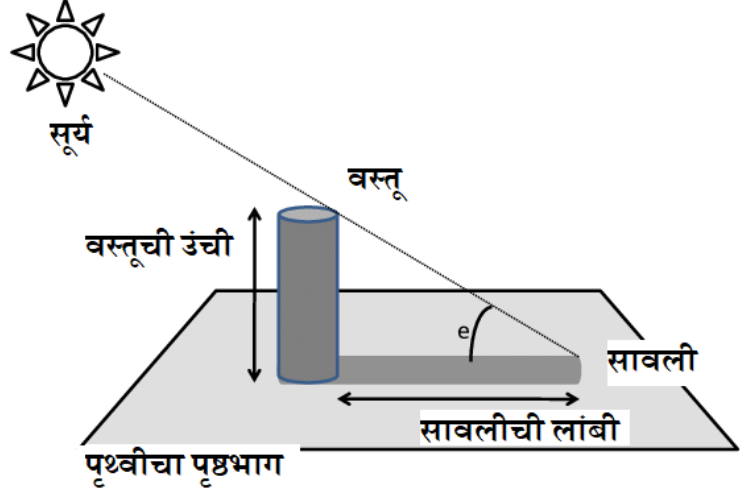 सूर्य
वस्तू
वस्तूची उंची
e
सावली
सावलीची लांबी
पृथ्वीचा पृष्ठभाग